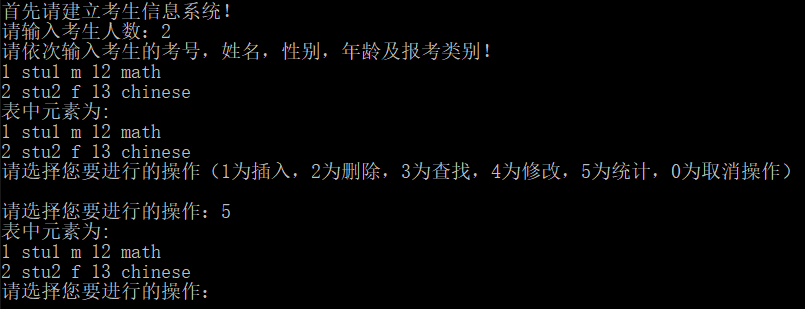 首先请建立考生信息系统！
请输入考生人数：2
请依次输入考生的考号，姓名，性别，年龄及报考类别！
1 stu1 m 12 math
2 stu2 f 13 chinese
表中元素为:
1 stu1 m 12 math
2 stu2 f 13 chinese
请选择您要进行的操作（1为插入，2为删除，3为查找，4为修改，5为统计，0为取消操作）
请选择您要进行的操作：5
表中元素为:
1 stu1 m 12 math
2 stu2 f 13 chinese
请选择您要进行的操作：